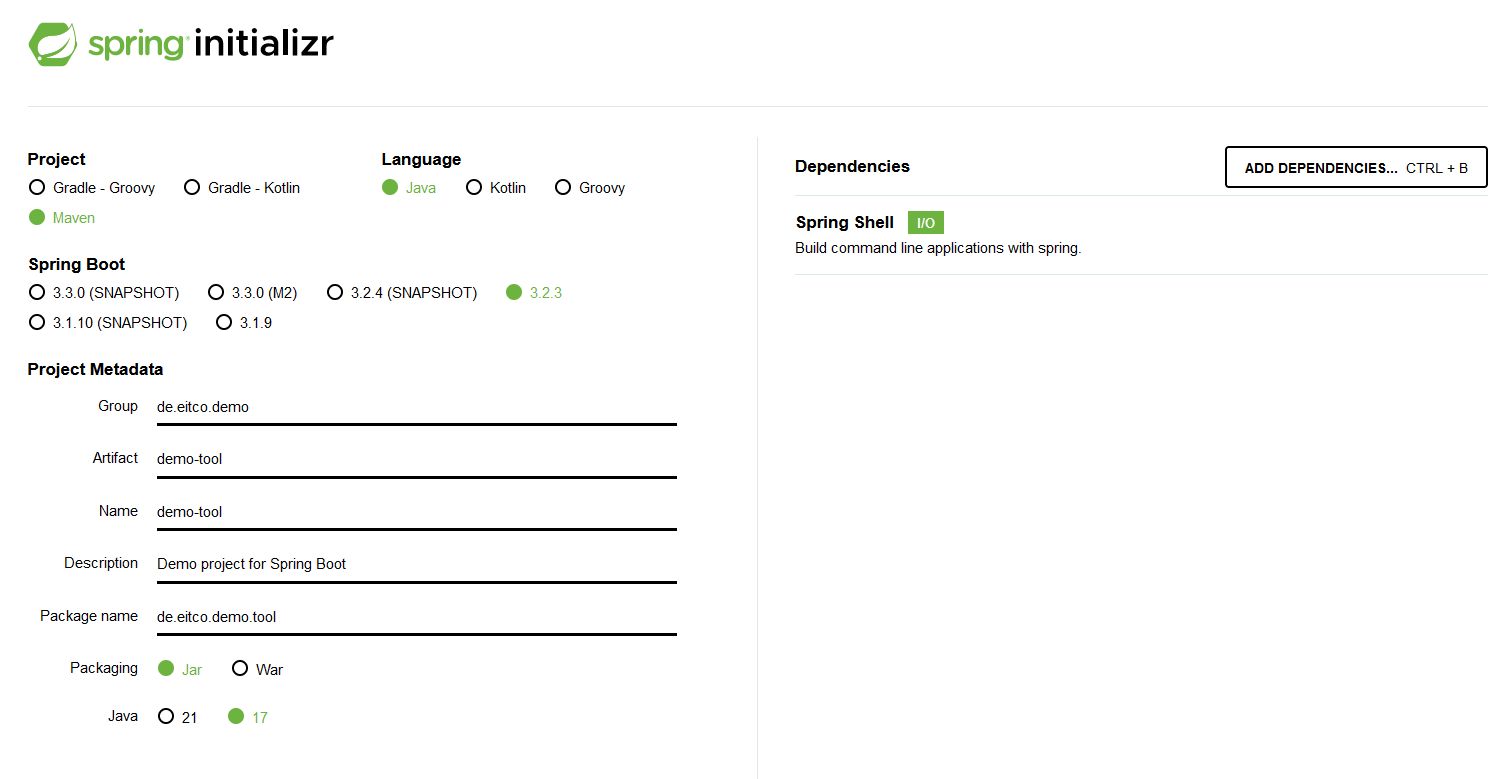 spring initializr
Project
Gradle - Groovy Gradle - Kotlin
Maven
Language
Java Kotlin Groovy
Spring Boot
3.3.0 (SNAPSHOT) 3.3.0 (M2) 3.2.4 (SNAPSHOT) 3.2.3
3.1.10 (SNAPSHOT) 3.1.9
Project Metadata
Group de.eitco.demo
Artifact demo-tool
Name demo-tool
Description Demo project for Spring Boot
Package name de.eitco.demo.tool
Packaging Jar War
Java 21 17
Dependencies ADD DEPENDENCIES... CTRL + B
Spring Shell I/O
Build command line applications with spring.